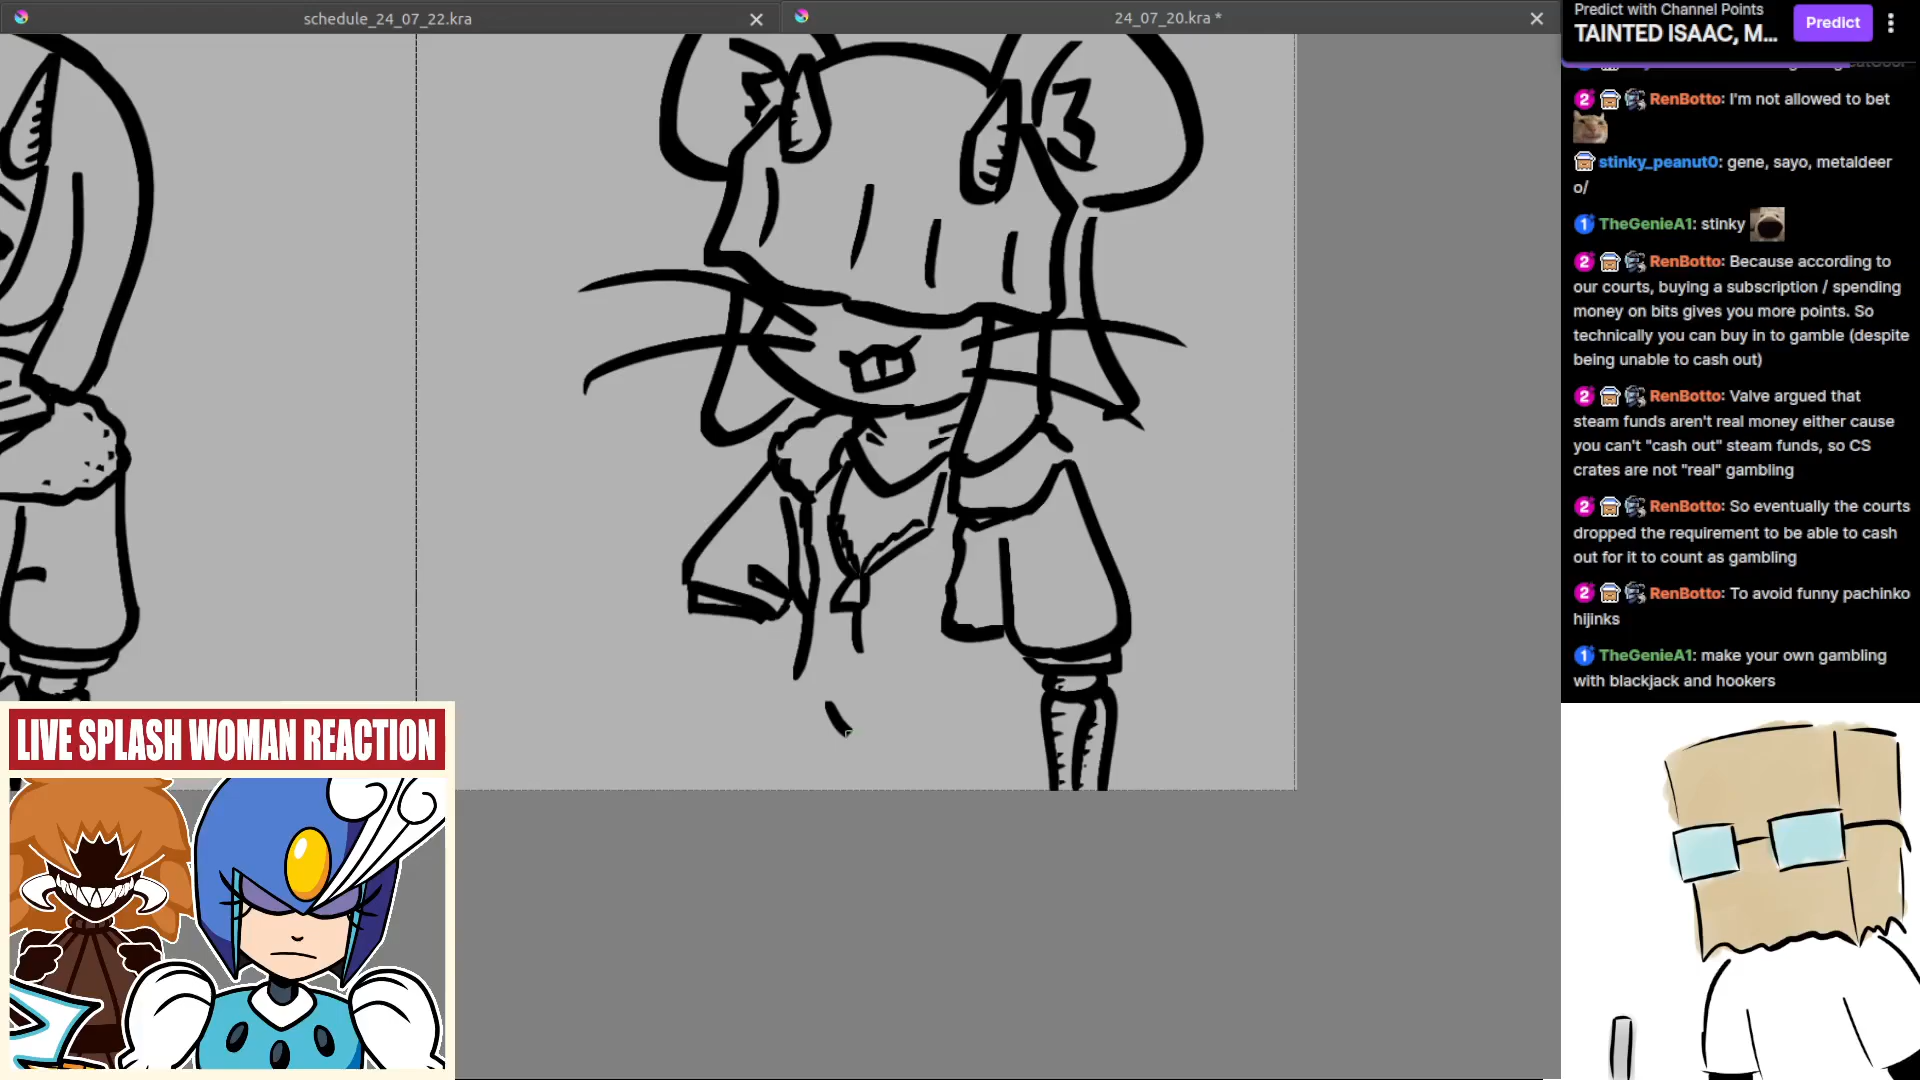 schedule_24_07_22.kra
24_07_20.kra *
Predict with Channel Points
TAINTED ISAAC, M...
Predict
RenBotto: I'm not allowed to bet
stinky_peanut0: gene, sayo, metaldeer
o/
TheGenieA1: stinky
RenBotto: Because according to
our courts, buying a subscription / spending
money on bits gives you more points. So
technically you can buy in to gamble (despite
being unable to cash out)
RenBotto: Valve argued that
steam funds aren't real money either cause
you can't "cash out" steam funds, so CS
crates are not "real" gambling
RenBotto: So eventually the courts
dropped the requirement to be able to cash
out for it to count as gambling
RenBotto: To avoid funny pachinko
hijinks
TheGenieA1: make your own gambling
with blackjack and hookers
LIVE SPLASH WOMAN REACTION